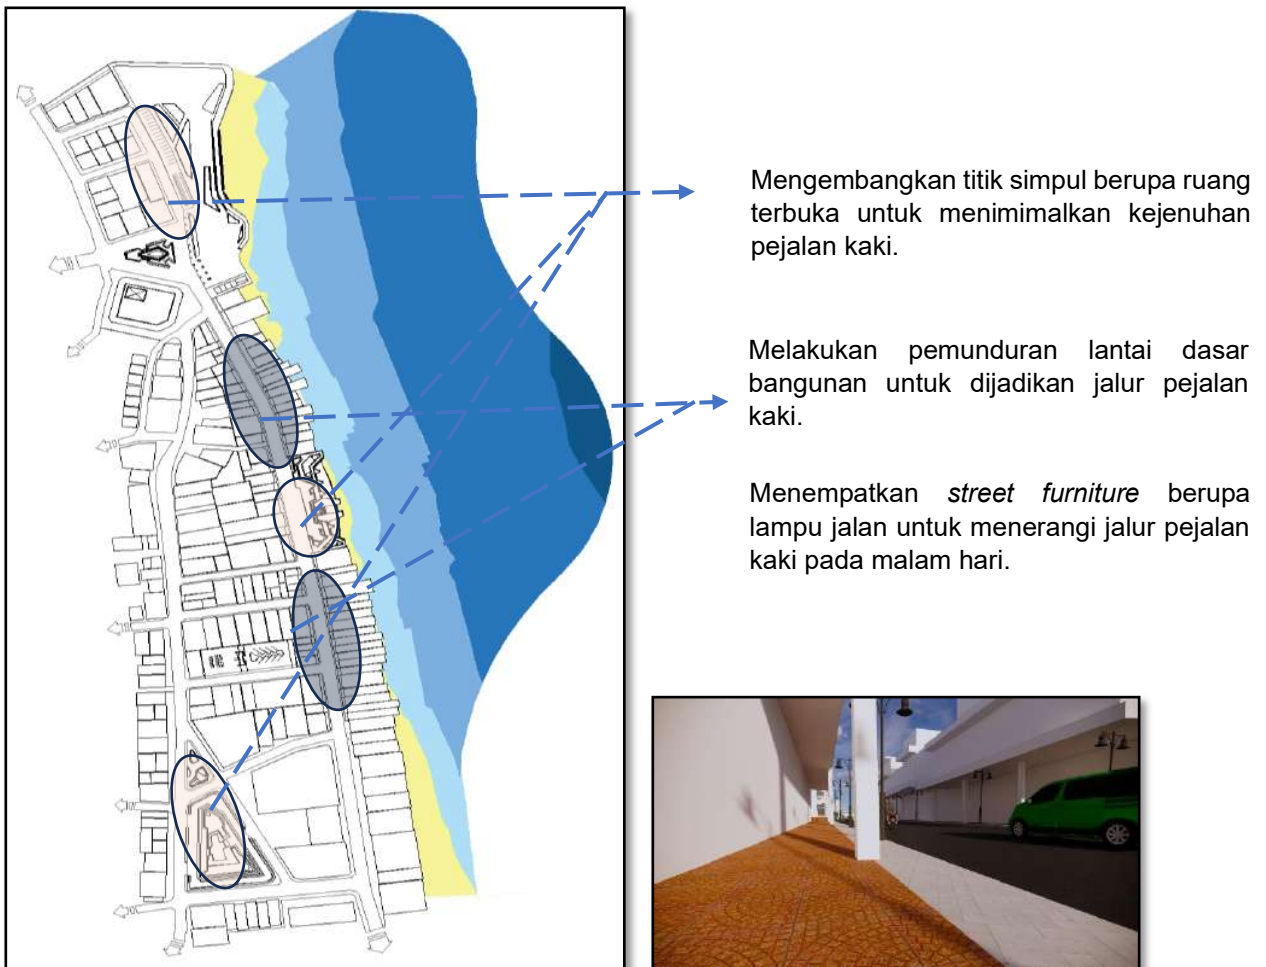 Mengembangkan titik simpul berupa ruang
terbuka untuk menimimalkan kejenuhan
pejalan kaki.
Melakukan pemunduran lantai dasar
bangunan untuk dijadikan jalur pejalan
kaki.
Menempatkan street furniture berupa
lampu jalan untuk menerangi jalur pejalan
kaki pada malam hari.